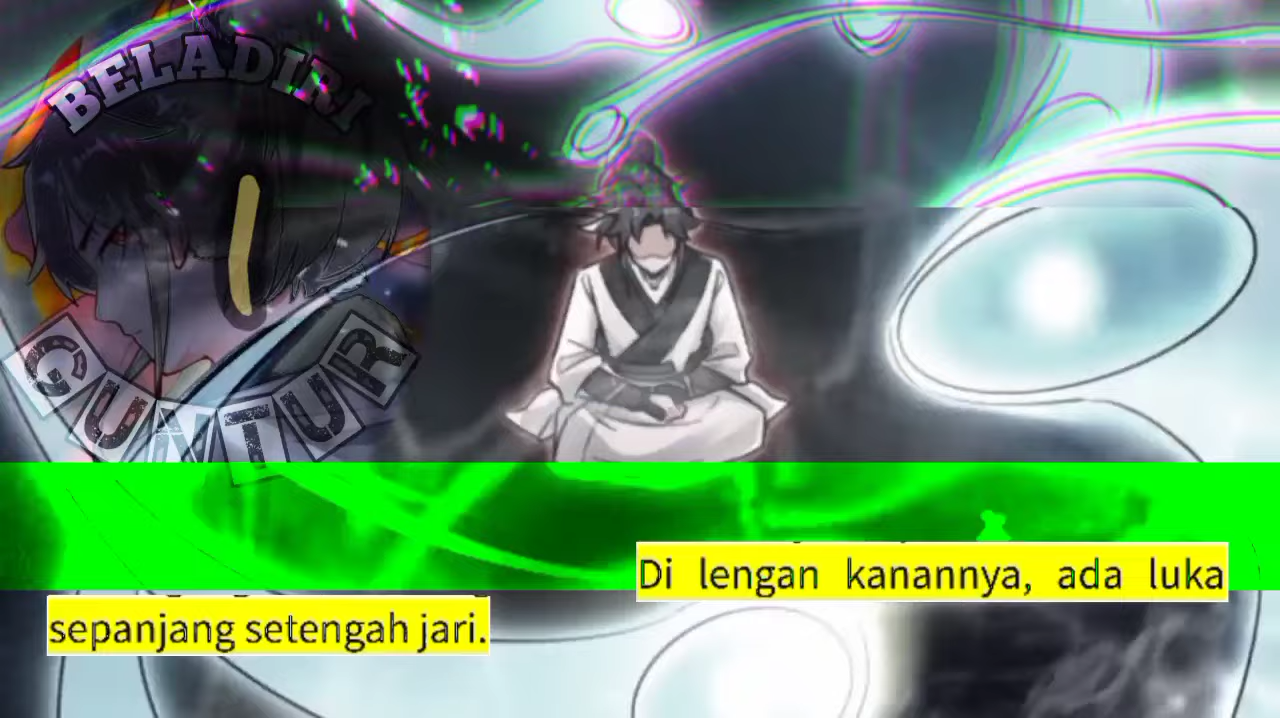 BELADIRI
GUNTUR
Di lengan kanannya, ada luka
sepanjang setengah jari.